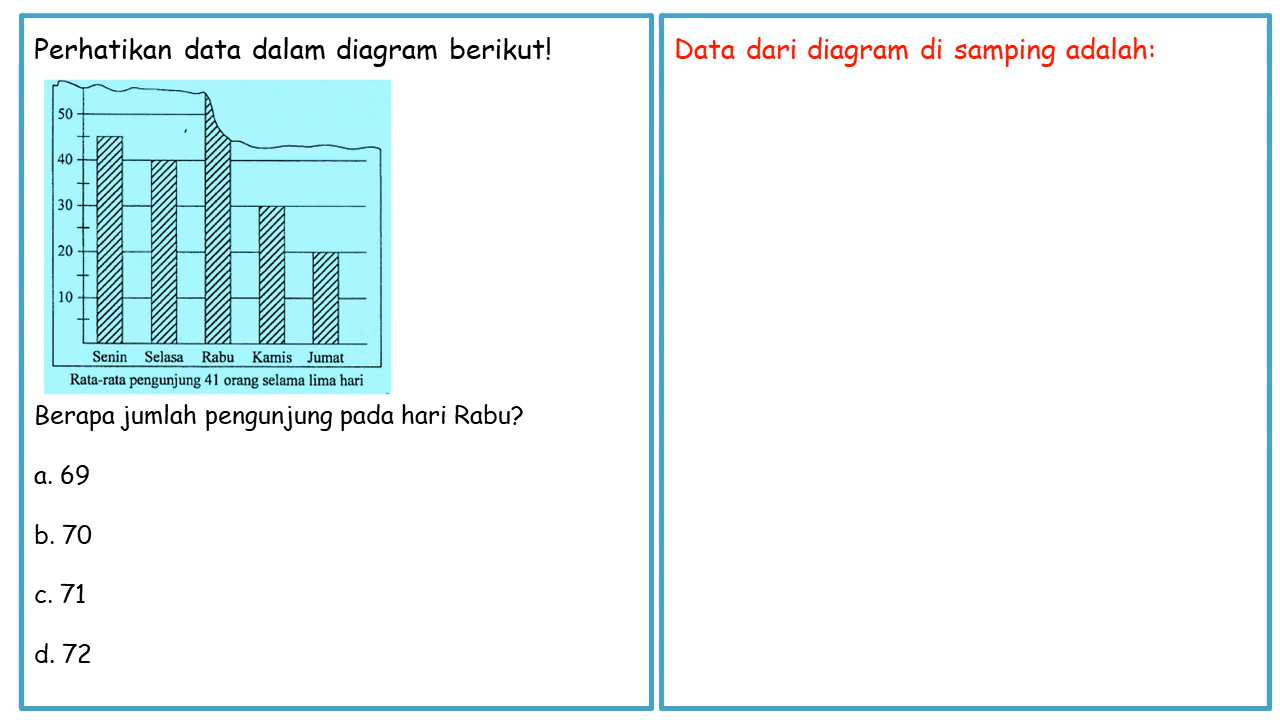 Perhatikan data dalam diagram berikut!
50
40
30
20
10
Senin Selasa Rabu Kamis Jumat
Rata-rata pengunjung 41 orang selama lima hari
Berapa jumlah pengunjung pada hari Rabu?
a. 69
b. 70
c. 71
d. 72
Data dari diagram di samping adalah: